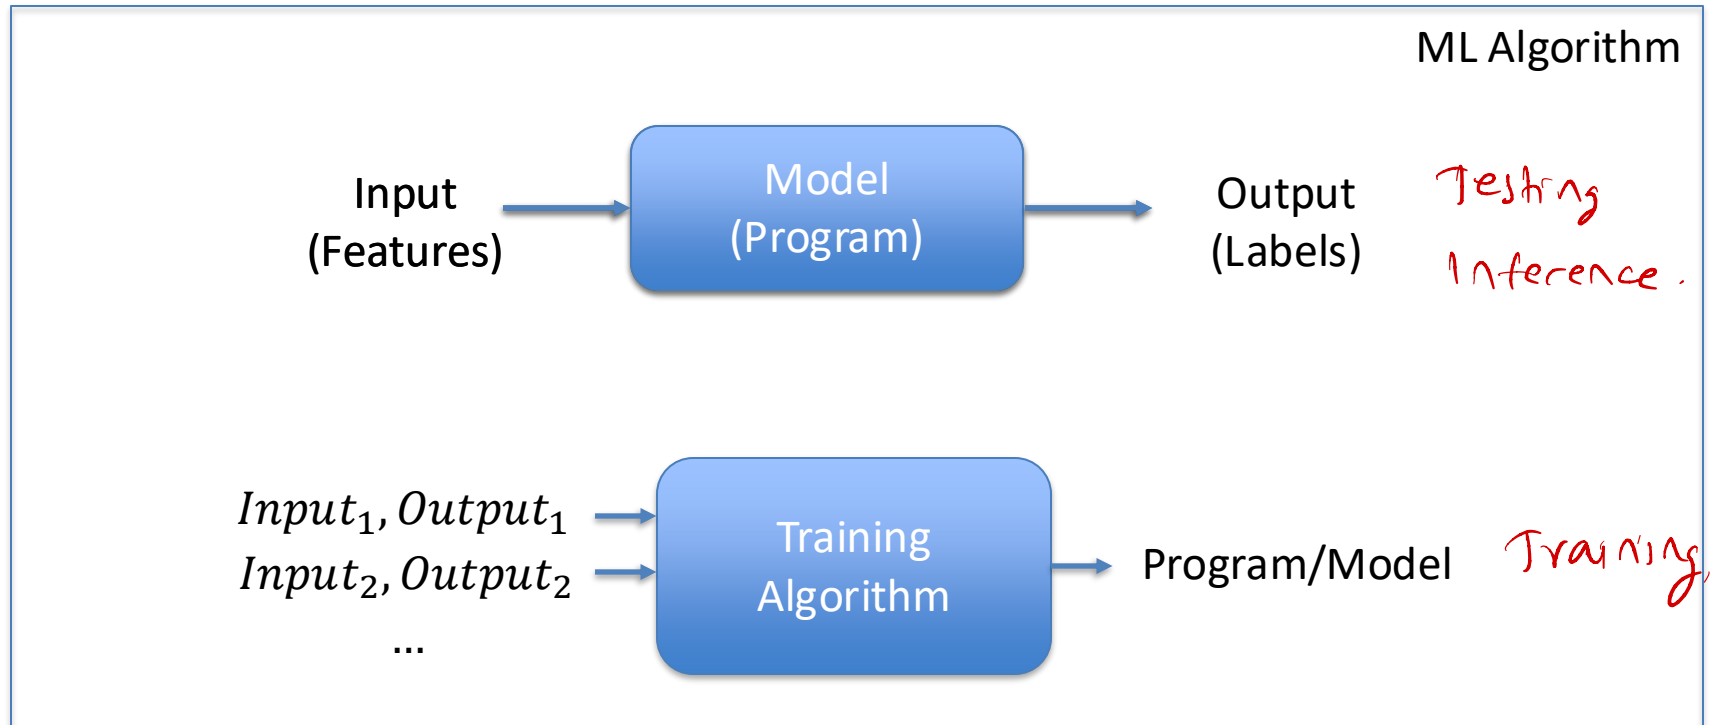 ML Algorithm
Input
(Features)
Model
(Program)
Output
(Labels)
Testing
Inference.
Input₁, Output₁
Input₂, Output₂
...
Training
Algorithm
Program/Model
Training,